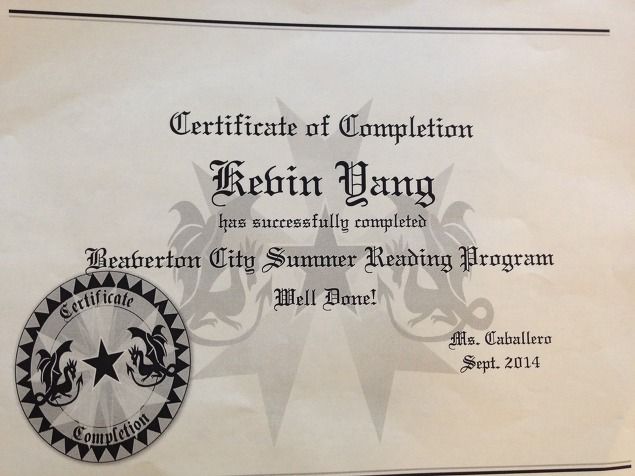 Certificate of Completion
Kevin Yang
has successfully completed
Beaverton City Summer Reading Program
Well Done!
Ms. Caballero
Sept. 2014
Certificate
Completion